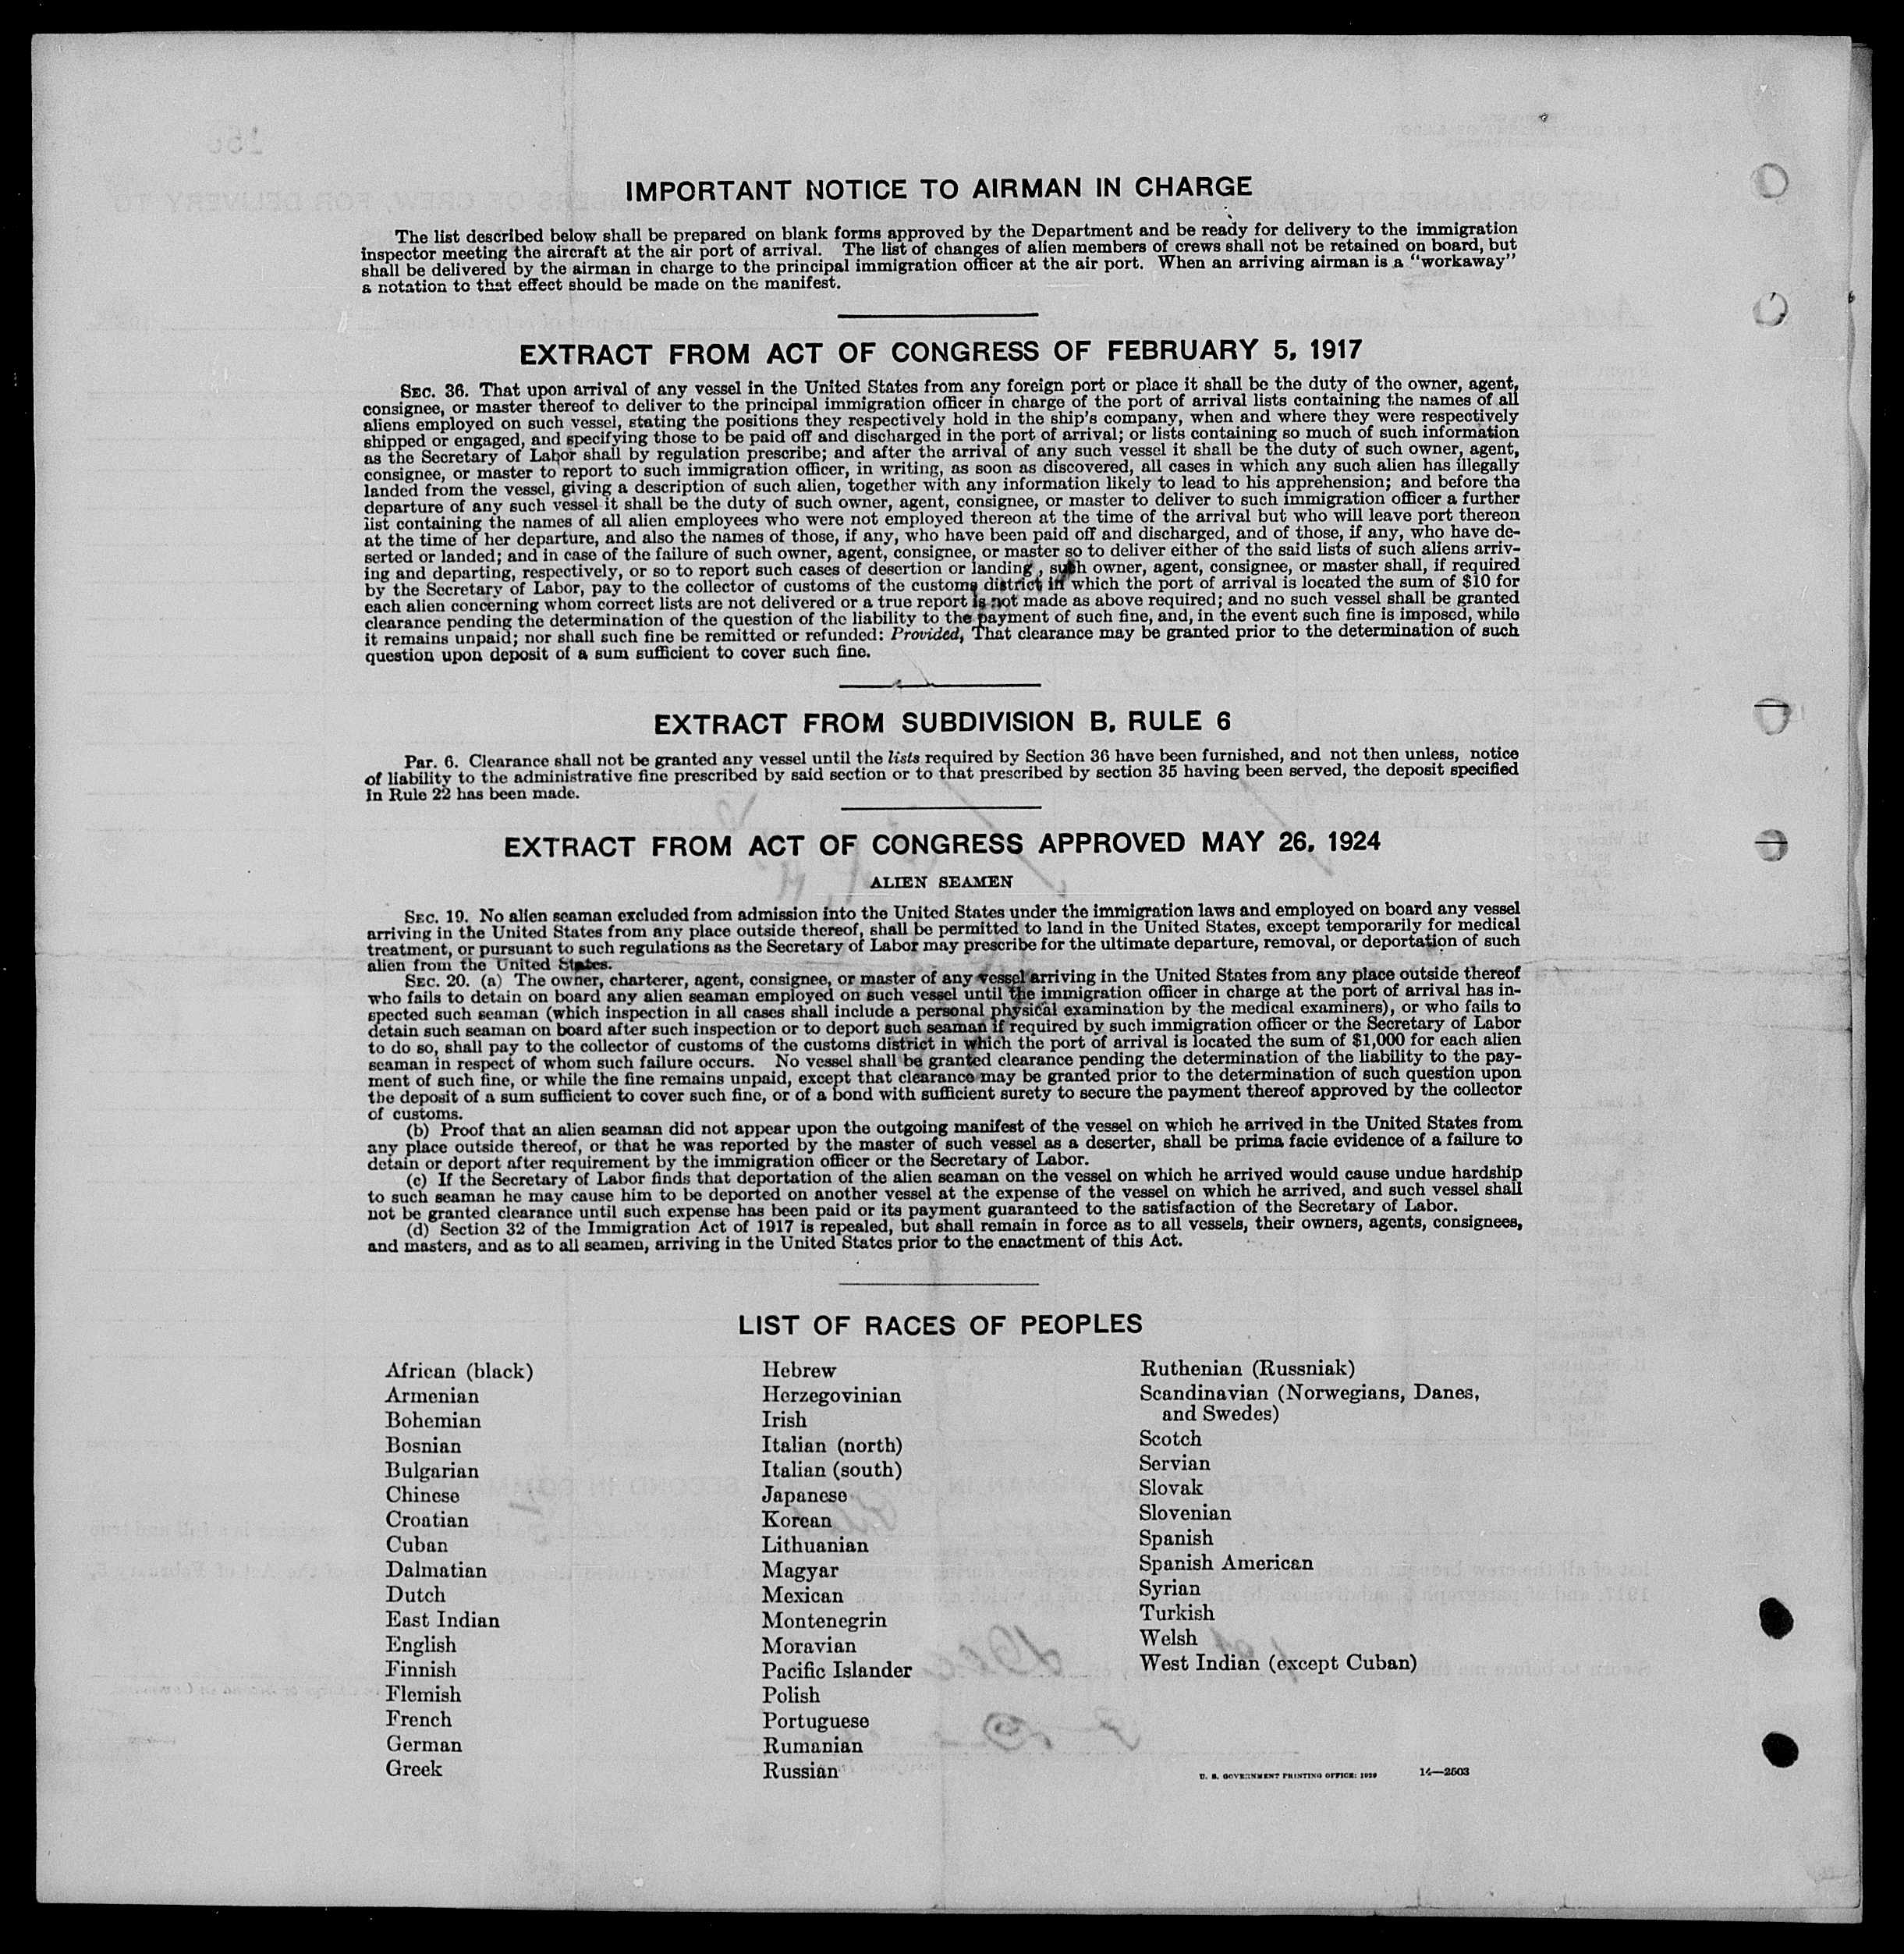 IMPORTANT NOTICE TO AIRMAN IN CHARGE
The list described below shall be prepared on blank forms approved by the Department and be ready for delivery to the immigration
inspector meeting the aircraft at the air port of arrival. The list of changes of alien members of crews shall not be retained on board, but
shall be delivered by the airman in charge to the principal immigration officer at the air port. When an arriving airman is a "workaway"
a notation to that effect should be made on the manifest.
EXTRACT FROM ACT OF CONGRESS OF FEBRUARY 5, 1917
SEC. 36. That upon arrival of any vessel in the United States from any foreign port or place it shall be the duty of the owner, agent,
consignee, or master thereof to deliver to the principal immigration officer in charge of the port of arrival lists containing the names of all
aliens employed on such vessel, stating the positions they respectively hold in the ship's company, when and where they were respectively
shipped or engaged, and specifying those to be paid off and discharged in the port of arrival; or lists containing so much of such information
as the Secretary of Labor shall by regulation prescribe; and after the arrival of any such vessel it shall be the duty of such owner, agent,
consignee, or master to report to such immigration officer, in writing, as soon as discovered, all cases in which any such alien has illegally
landed from the vessel, giving a description of such alien, together with any information likely to lead to his apprehension; and before the
departure of any such vessel it shall be the duty of such owner, agent, consignee, or master to deliver to such immigration officer a further
list containing the names of all alien employees who were not employed thereon at the time of the arrival but who will leave port thereon
at the time of her departure, and also the names of those, if any, who have been paid off and discharged, and of those, if any, who have de-
serted or landed; and in case of the failure of such owner, agent, consignee, or master so to deliver either of the said lists of such aliens arriv-
ing and departing, respectively, or so to report such cases of desertion or landing, such owner, agent, consignee, or master shall, if required
by the Secretary of Labor, pay to the collector of customs of the customs district in which the port of arrival is located the sum of $10 for
each alien concerning whom correct lists are not delivered or a true report is not made as above required; and no such vessel shall be granted
clearance pending the determination of the question of the liability to the payment of such fine, and, in the event such fine is imposed, while
it remains unpaid; nor shall such fine be remitted or refunded: Provided, That clearance may be granted prior to the determination of such
question upon deposit of a sum sufficient to cover such fine.
EXTRACT FROM SUBDIVISION B, RULE 6
Par. 6. Clearance shall not be granted any vessel until the lists required by Section 36 have been furnished, and not then unless, notice
of liability to the administrative fine prescribed by said section or to that prescribed by section 35 having been served, the deposit specified
in Rule 22 has been made.
EXTRACT FROM ACT OF CONGRESS APPROVED MAY 26, 1924
ALIEN SEAMEN
SEC. 19. No alien seaman excluded from admission into the United States under the immigration laws and employed on board any vessel
arriving in the United States from any place outside thereof, shall be permitted to land in the United States, except temporarily for medical
treatment, or pursuant to such regulations as the Secretary of Labor may prescribe for the ultimate departure, removal, or deportation of such
alien from the United States.
SEC. 20. (a) The owner, charterer, agent, consignee, or master of any vessel arriving in the United States from any place outside thereof
who fails to detain on board any alien seaman employed on such vessel until the immigration officer in charge at the port of arrival has in-
spected such seaman (which inspection in all cases shall include a personal physical examination by the medical examiners), or who fails to
detain such seaman on board after such inspection or to deport such seaman if required by such immigration officer or the Secretary of Labor
to do so, shall pay to the collector of customs of the customs district in which the port of arrival is located the sum of $1,000 for each alien
seaman in respect of whom such failure occurs. No vessel shall be granted clearance pending the determination of the liability to the pay-
ment of such fine, or while the fine remains unpaid, except that clearance may be granted prior to the determination of such question upon
the deposit of a sum sufficient to cover such fine, or of a bond with sufficient surety to secure the payment thereof approved by the collector
of customs.
(b) Proof that an alien seaman did not appear upon the outgoing manifest of the vessel on which he arrived in the United States from
any place outside thereof, or that he was reported by the master of such vessel as a deserter, shall be prima facie evidence of a failure to
detain or deport after requirement by the immigration officer or the Secretary of Labor.
(c) If the Secretary of Labor finds that deportation of the alien seaman on the vessel on which he arrived would cause undue hardship
to such seaman he may cause him to be deported on another vessel at the expense of the vessel on which he arrived, and such vessel shall
not be granted clearance until such expense has been paid or its payment guaranteed to the satisfaction of the Secretary of Labor.
(d) Section 32 of the Immigration Act of 1917 is repealed, but shall remain in force as to all vessels, their owners, agents, consignees,
and masters, and as to all seamen, arriving in the United States prior to the enactment of this Act.
LIST OF RACES OF PEOPLES
African (black)
Armenian
Bohemian
Bosnian
Bulgarian
Chinese
Croatian
Cuban
Dalmatian
Dutch
East Indian
English
Finnish
Flemish
French
German
Greek
Hebrew
Herzegovinian
Irish
Italian (north)
Italian (south)
Japanese
Korean
Lithuanian
Magyar
Mexican
Montenegrin
Moravian
Pacific Islander
Polish
Portuguese
Rumanian
Russian
Ruthenian (Russniak)
Scandinavian (Norwegians, Danes,
and Swedes)
Scotch
Servian
Slovak
Slovenian
Spanish
Spanish American
Syrian
Turkish
Welsh
West Indian (except Cuban)
U. S. GOVERNMENT PRINTING OFFICE: 1929 14—2503